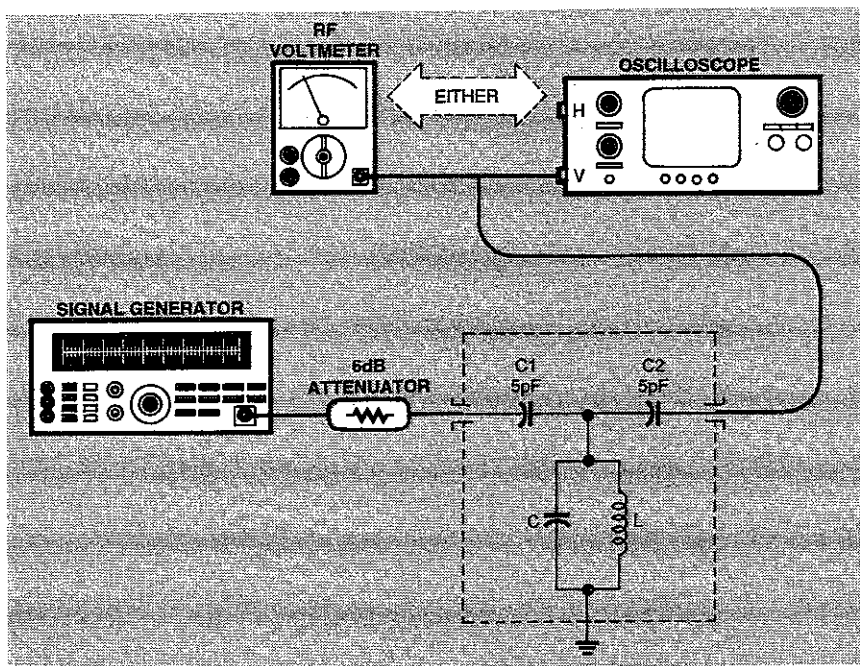 RF
VOLTMETER
EITHER
OSCILLOSCOPE
H
V
SIGNAL GENERATOR
6dB
ATTENUATOR
C1
5pF
C2
5pF
C
L